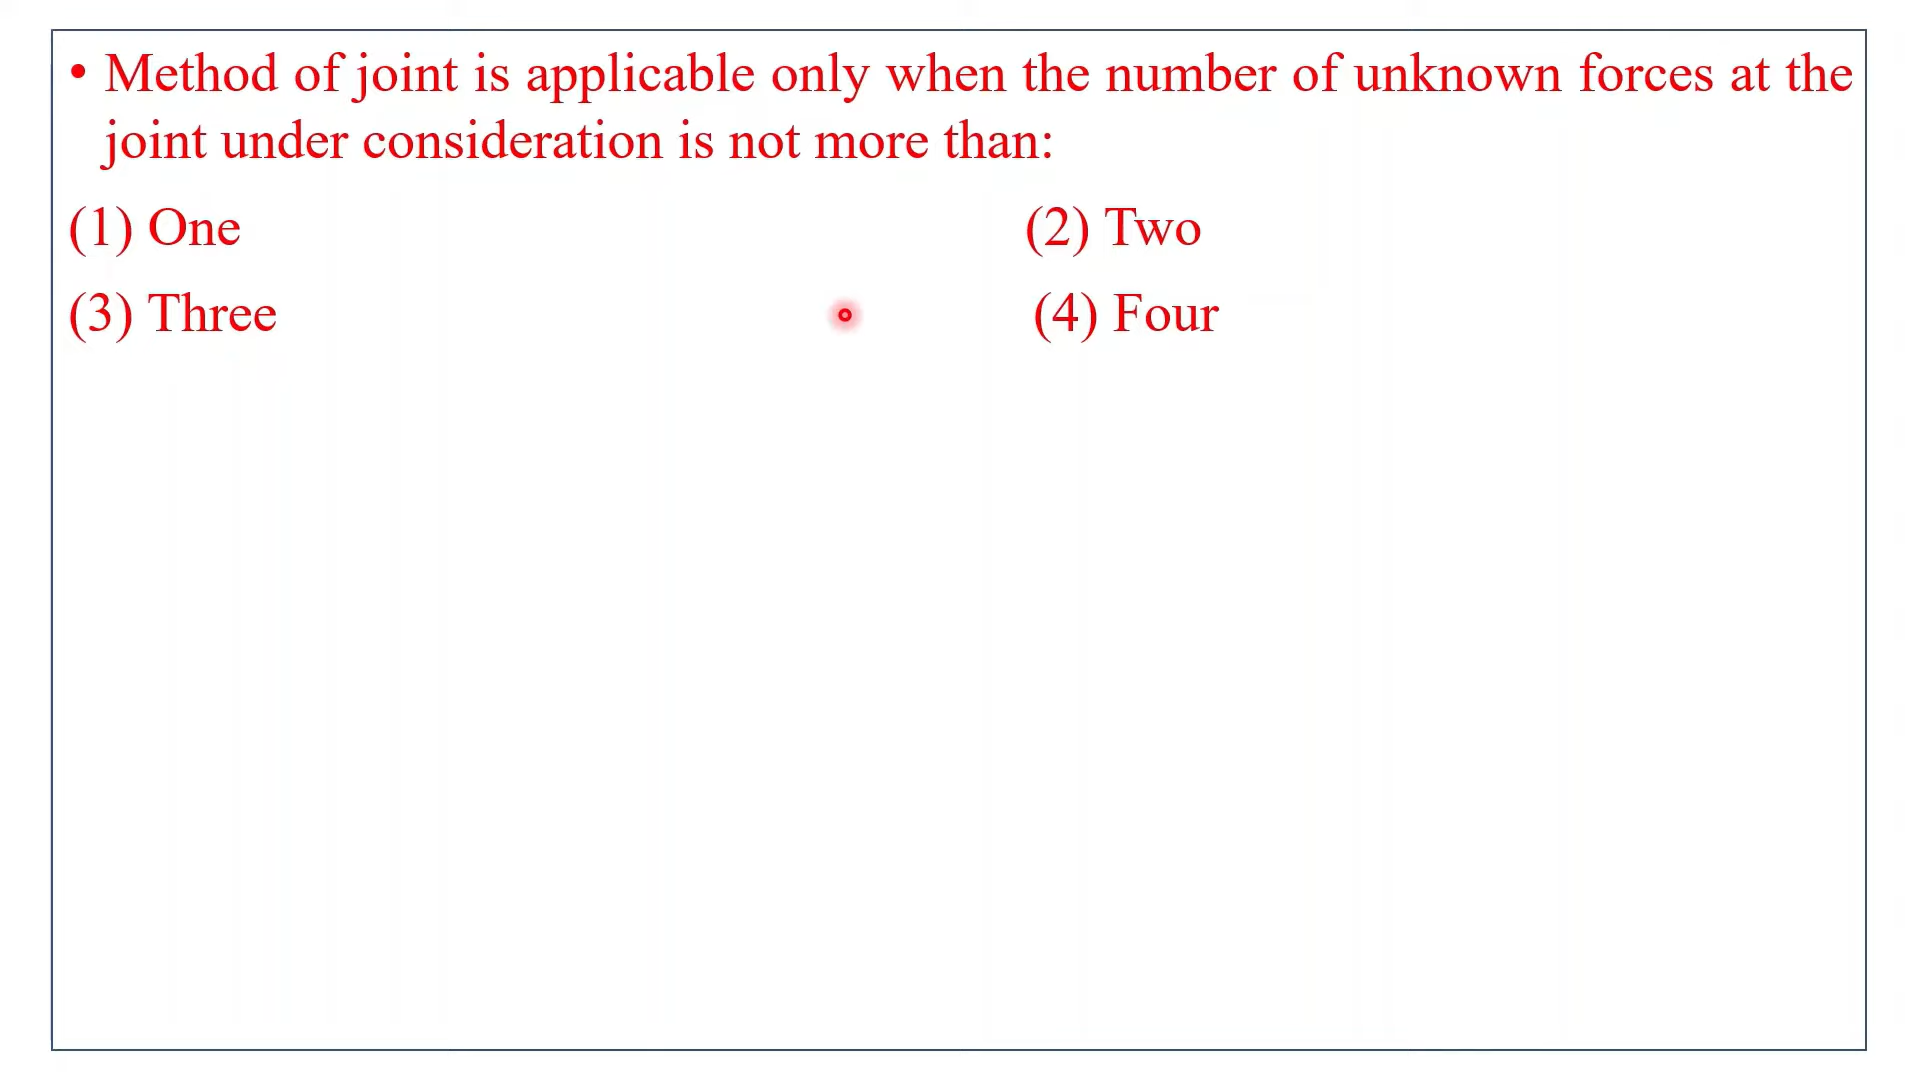 • Method of joint is applicable only when the number of unknown forces at the
joint under consideration is not more than:
(1) One (2) Two
(3) Three (4) Four